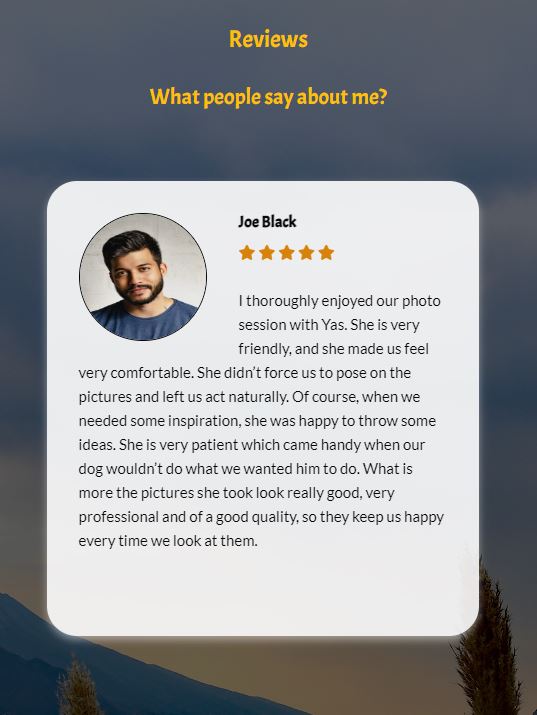 Reviews
What people say about me?
Joe Black
I thoroughly enjoyed our photo
session with Yas. She is very
friendly, and she made us feel
very comfortable. She didn’t force us to pose on the
pictures and left us act naturally. Of course, when we
needed some inspiration, she was happy to throw some
ideas. She is very patient which came handy when our
dog wouldn’t do what we wanted him to do. What is
more the pictures she took look really good, very
professional and of a good quality, so they keep us happy
every time we look at them.